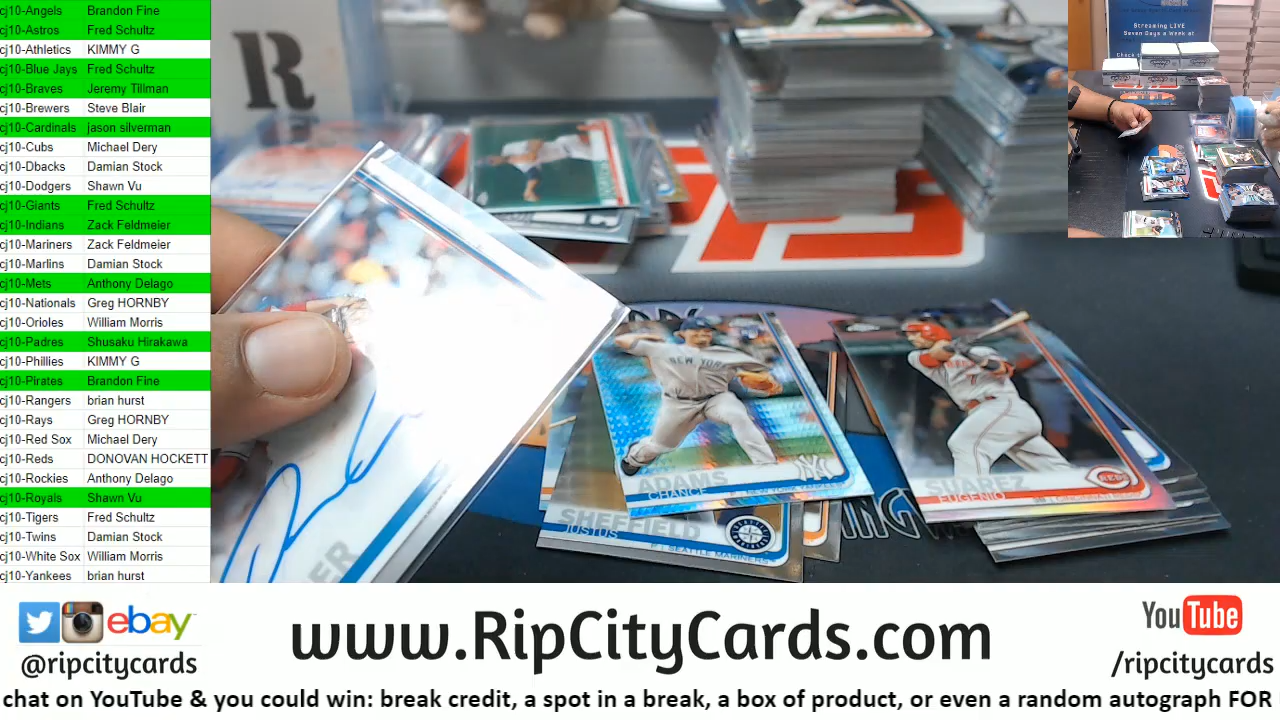 cj10-Angels Brandon Fine
cj10-Astros Fred Schultz
cj10-Athletics KIMMY G
cj10-Blue Jays Fred Schultz
cj10-Braves Jeremy Tillman
cj10-Brewers Steve Blair
cj10-Cardinals jason silverman
cj10-Cubs Michael Dery
cj10-Dbacks Damian Stock
cj10-Dodgers Shawn Vu
cj10-Giants Fred Schultz
cj10-Indians Zack Feldmeier
cj10-Mariners Zack Feldmeier
cj10-Marlins Damian Stock
cj10-Mets Anthony Delago
cj10-Nationals Greg HORNBY
cj10-Orioles William Morris
cj10-Padres Shusaku Hirakawa
cj10-Phillies KIMMY G
cj10-Pirates Brandon Fine
cj10-Rangers brian hurst
cj10-Rays Greg HORNBY
cj10-Red Sox Michael Dery
cj10-Reds DONOVAN HOCKETT
cj10-Rockies Anthony Delago
cj10-Royals Shawn Vu
cj10-Tigers Fred Schultz
cj10-Twins Damian Stock
cj10-White Sox William Morris
cj10-Yankees brian hurst
Streaming LIVE
Seven Days a Week at
R
NEW YORK
ADAMS
CHANCE
SHEFFIELD
JUSTUS
P | SEATTLE MARINERS
SUAREZ
EUGENIO
REDS
ING
ebay
@ripcitycards
www.RipCityCards.com
YouTube
/ripcitycards
chat on YouTube & you could win: break credit, a spot in a break, a box of product, or even a random autograph FOR